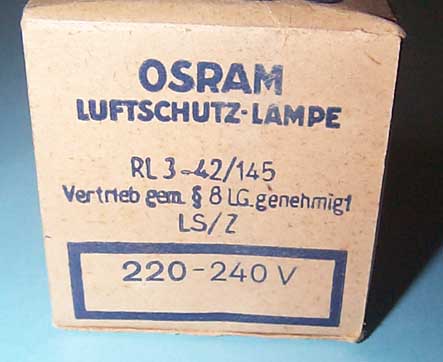 OSRAM
LUFTSCHUTZ-LAMPE
RL 3-42/145
Vertrieb gem. § 8 LG. genehmigt
LS/Z
220-240 V